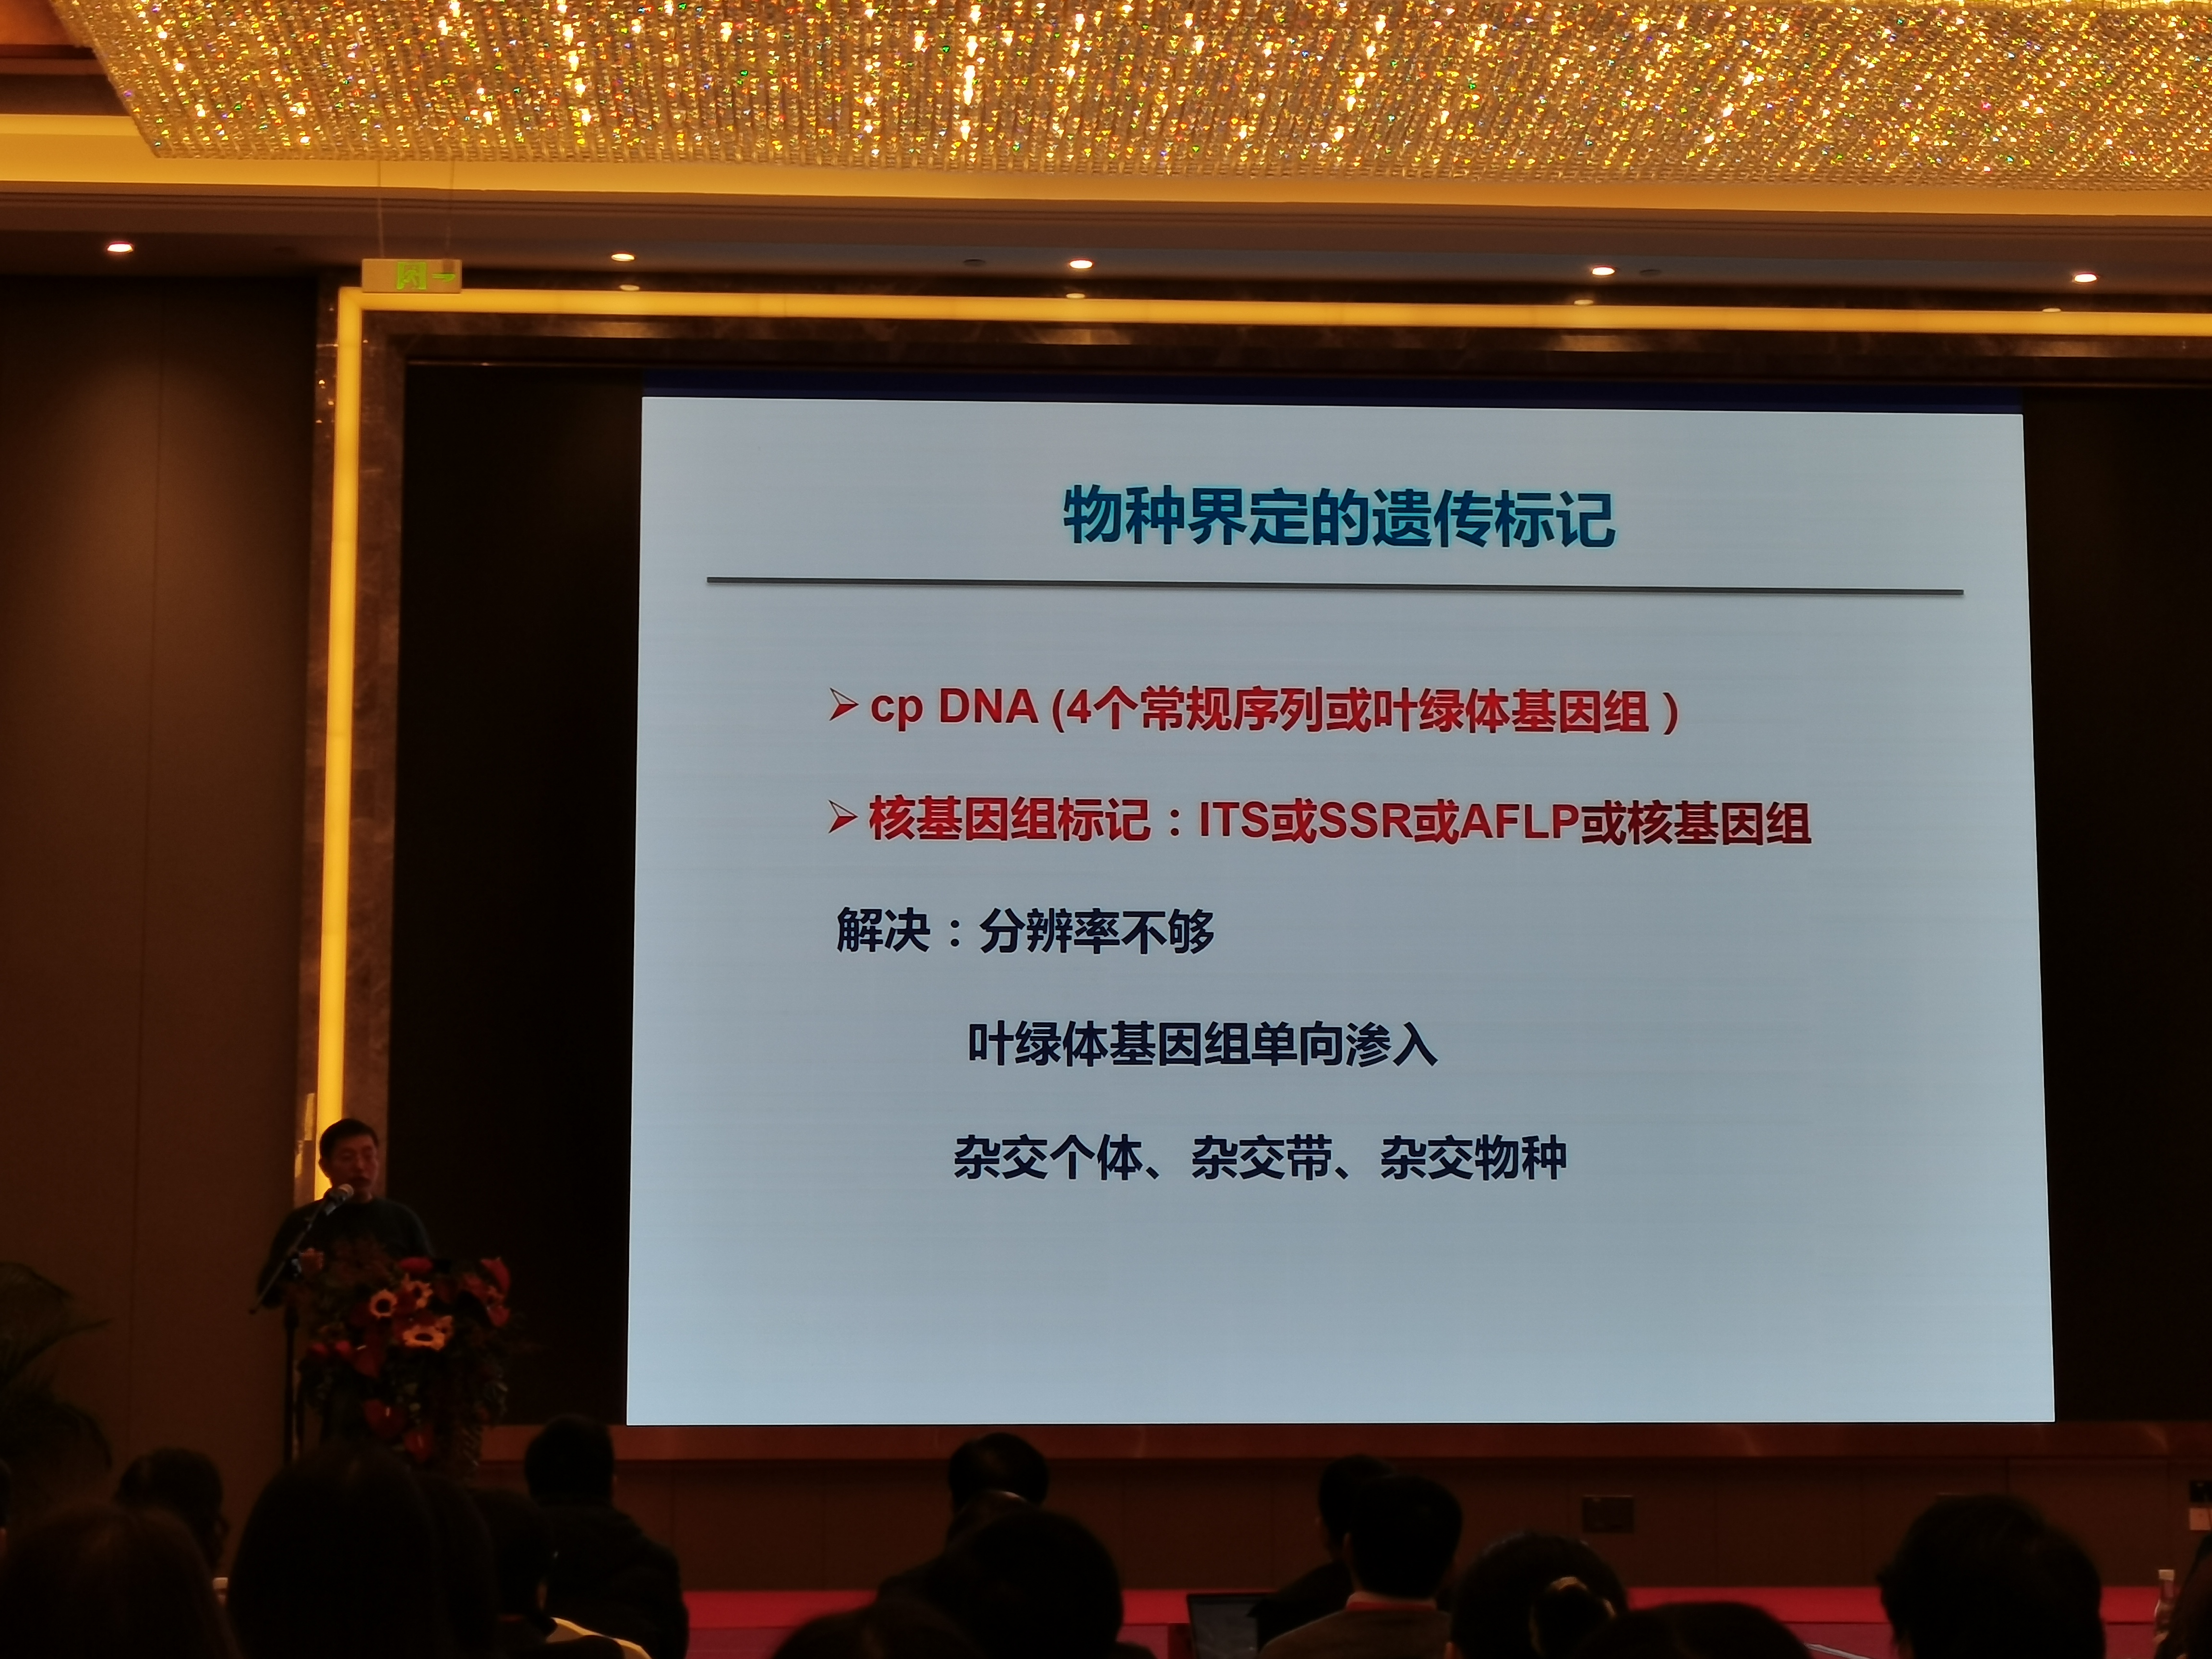 物种界定的遗传标记
cp DNA (4个常规序列或叶绿体基因组）
核基因组标记：ITS或SSR或AFLP或核基因组
解决：分辨率不够
叶绿体基因组单向渗入
杂交个体、杂交带、杂交物种